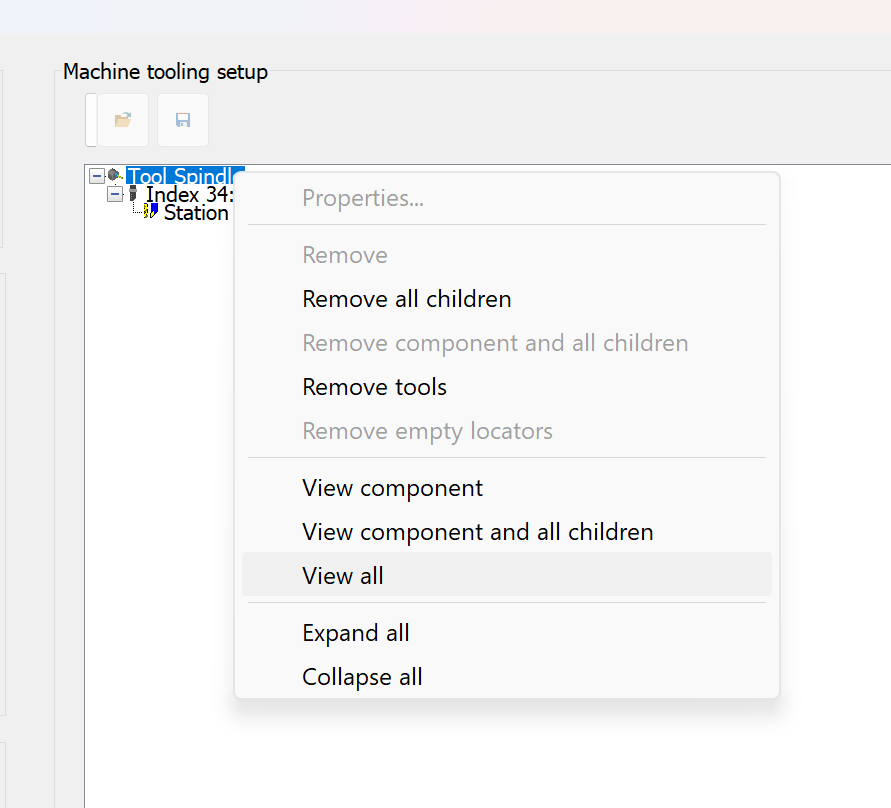 Machine tooling setup
Tool Spindle
Index 34:
Station
Properties...
Remove
Remove all children
Remove component and all children
Remove tools
Remove empty locators
View component
View component and all children
View all
Expand all
Collapse all